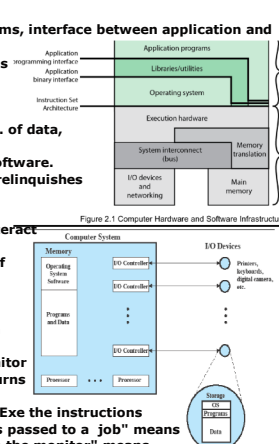 ms, interface between application and
s
Application
programming interface
Application
binary interface
Instruction Set
Architecture
Application programs
Libraries/utilities
Operating system
Execution hardware
System interconnect
(bus)
Memory
translation
I/O devices
and
networking
Main
memory
. of data,
oftware.
relinquishes
Figure 2.1 Computer Hardware and Software Infrastructu
eract
f
nitor
urns
Computer System
I/O Devices
Memory
Operating
System
Software
Programs
and Data
I/O Controller
I/O Controller
I/O Controller
Processor
• • •
Processor
Printers,
keyboards,
digital camera,
etc.
Storage
OS
Programs
Data
Exe the instructions
s passed to a job" means
the monitor" means